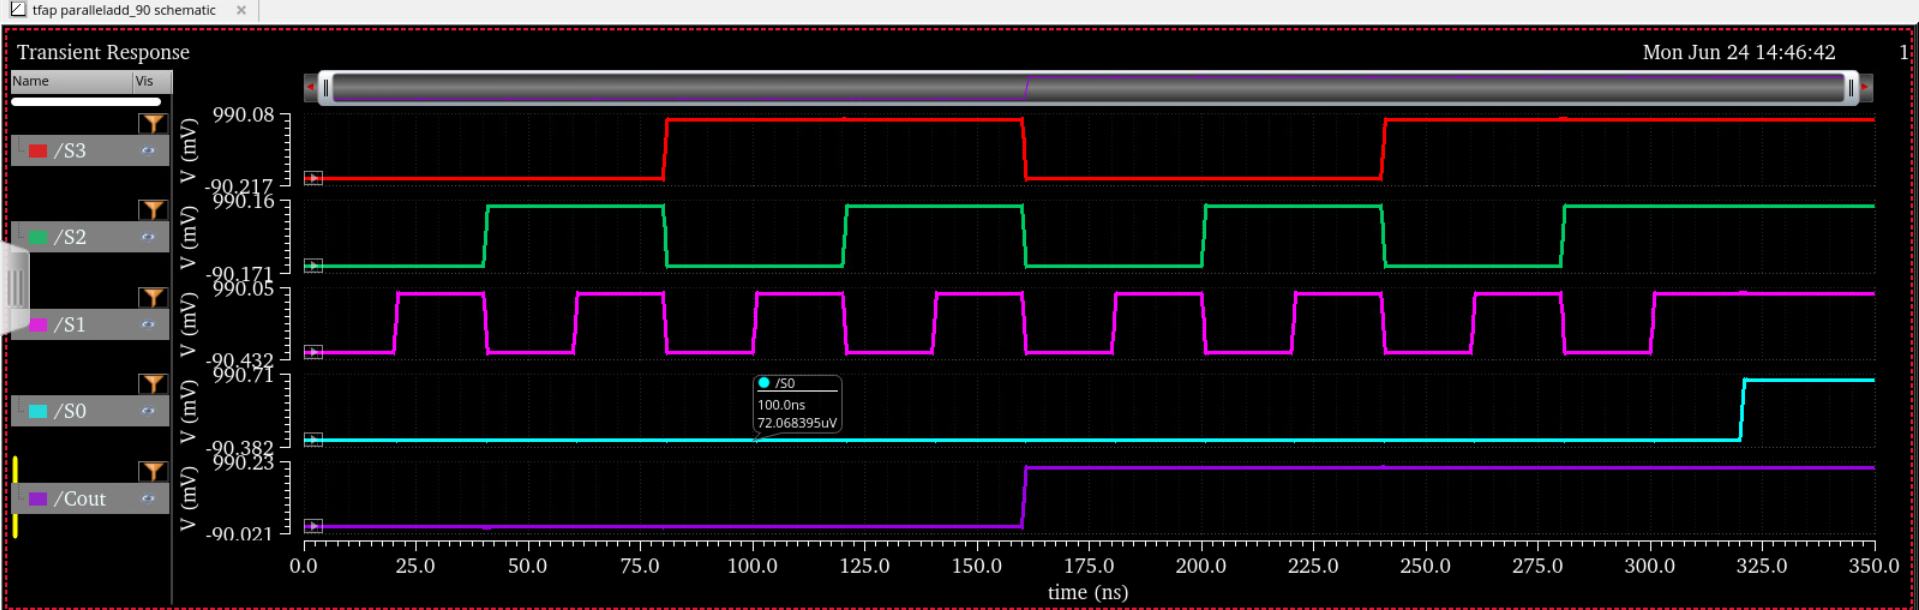 tfap paralleladd_90 schematic ×
Transient Response
Mon Jun 24 14:46:42 1
Name Vis
/S3
990.08
V (mV)
-90.217
/S2
990.16
V (mV)
-90.171
/S1
990.05
V (mV)
-90.432
/S0
990.71
V (mV)
-90.382
/S0
100.0ns
72.068395uV
/Cout
990.23
V (mV)
-90.021
0.0 25.0 50.0 75.0 100.0 125.0 150.0 175.0 200.0 225.0 250.0 275.0 300.0 325.0 350.0
time (ns)